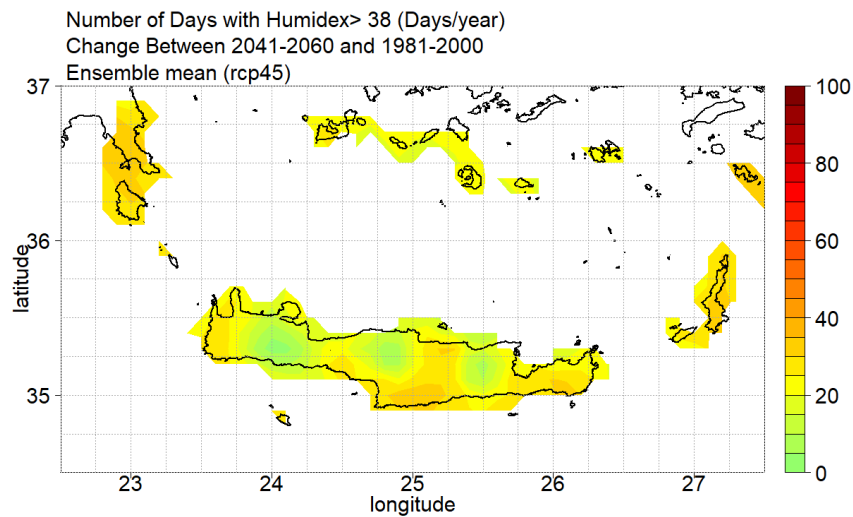 Number of Days with Humidex> 38 (Days/year)
Change Between 2041-2060 and 1981-2000
Ensemble mean (rcp45)
37
36
35
latitude
23
24
25
26
27
longitude
100
80
60
40
20
0